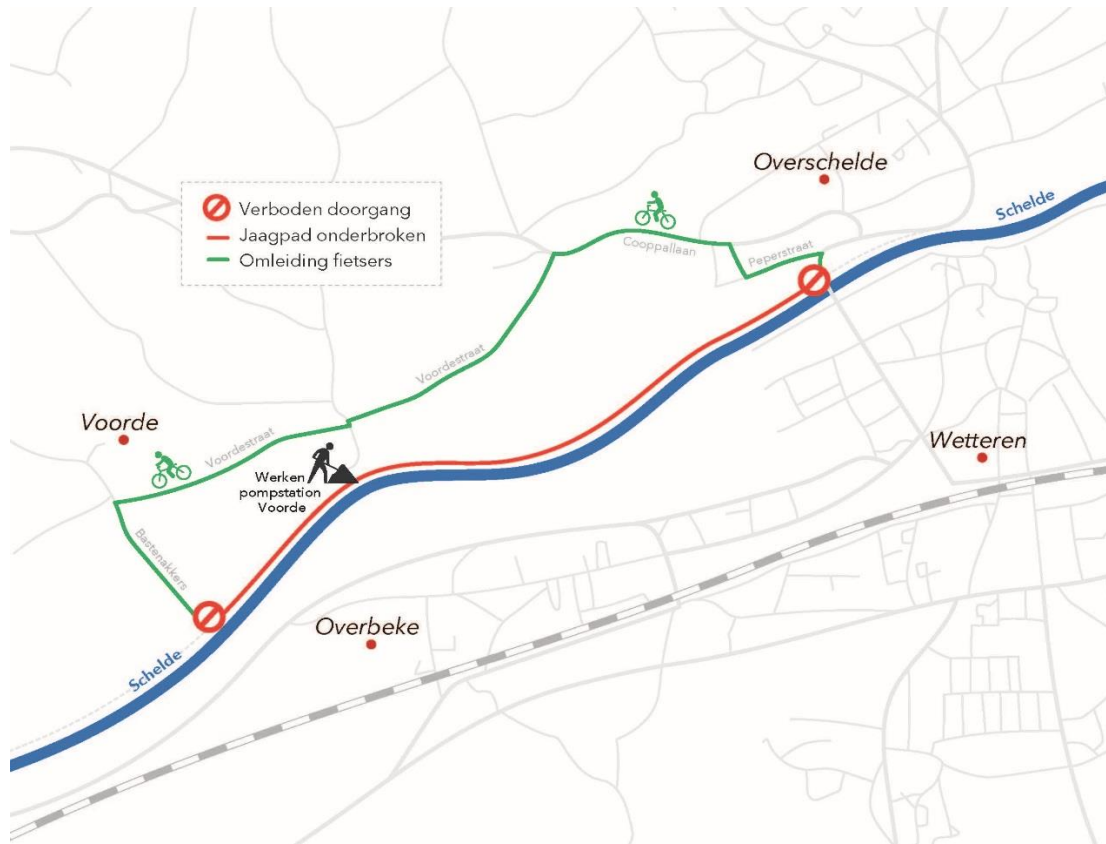 Overschelde
Schelde
Verboden doorgang
Jaagpad onderbroken
Omleiding fietsers
Cooppallaan
Peperstraat
Voordestraat
Voorde
Voordestraat
Wetteren
Werken
pompstation
Voorde
Bastenakkers
Overbeke
Schelde